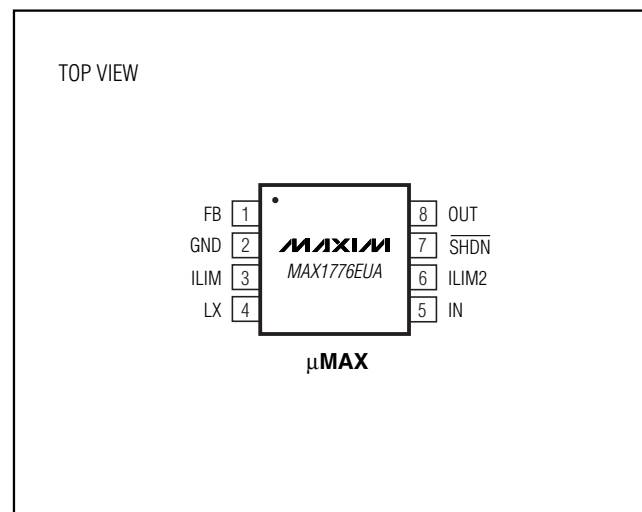 TOP VIEW
FB 1 8 OUT
GND 2 MAXIM 7 SHDN
ILIM 3 MAX1776EUA 6 ILIM2
LX 4 5 IN
µMAX